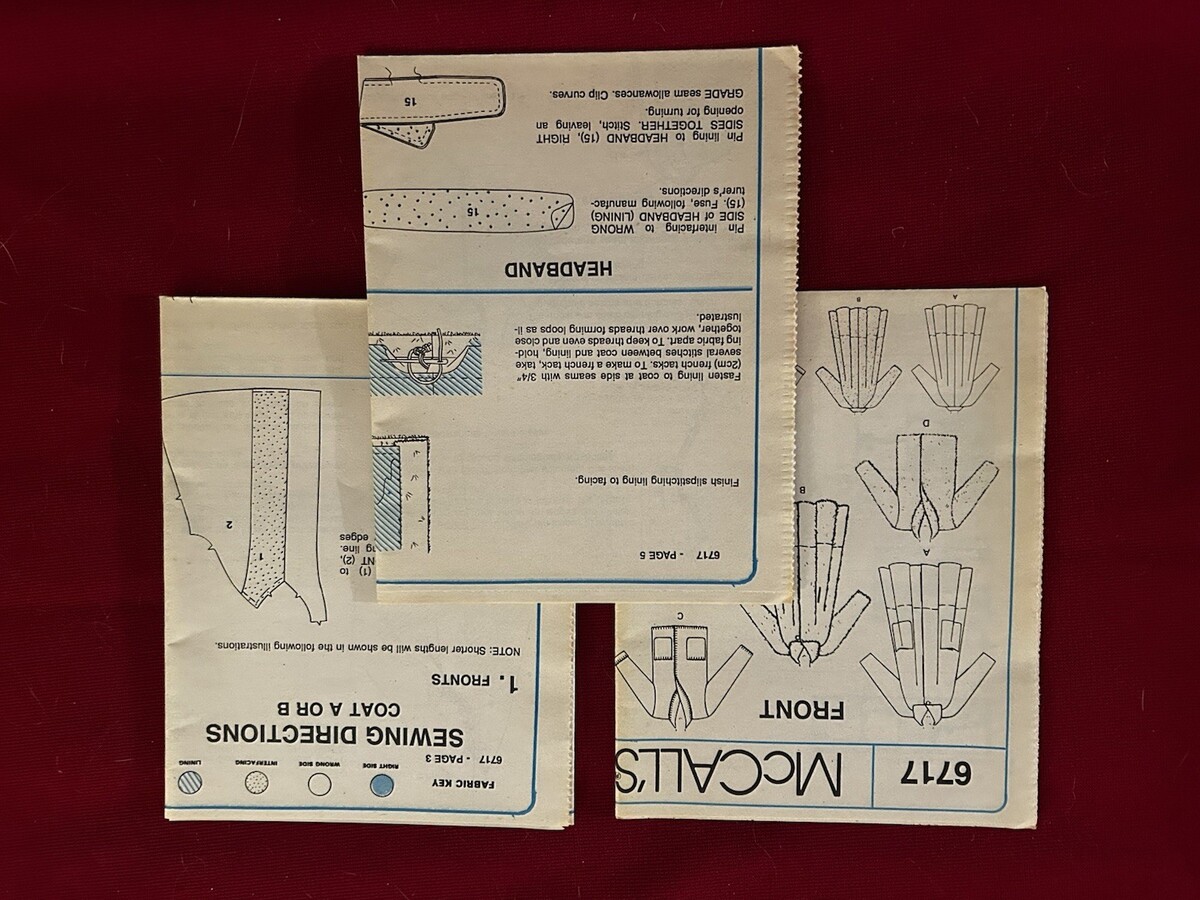 6717 - PAGE 5
Finish slipstitching lining to facing.
Fasten lining to coat at side seams with 3/4"
(2cm) french tacks. To make a french tack, take
several stitches between coat and lining, hold-
ing fabric apart. To keep threads even and close
together, work over threads forming loops as il-
lustrated.
HEADBAND
Pin interfacing to WRONG
SIDE of HEADBAND (LINING)
(15). Fuse, following manufac-
turer's directions.
15
Pin lining to HEADBAND (15), RIGHT
SIDES TOGETHER. Stitch, leaving an
opening for turning.
GRADE seam allowances. Clip curves.
15
6717
McCALL'S
®
FRONT
A
B
C
D
A
B
FABRIC KEY
RIGHT SIDE
WRONG SIDE
INTERFACING
LINING
6717 - PAGE 3
SEWING DIRECTIONS
COAT A OR B
1. FRONTS
NOTE: Shorter lengths will be shown in the following illustrations.
(1) to
NT (2),
ng line.
edges
1
2